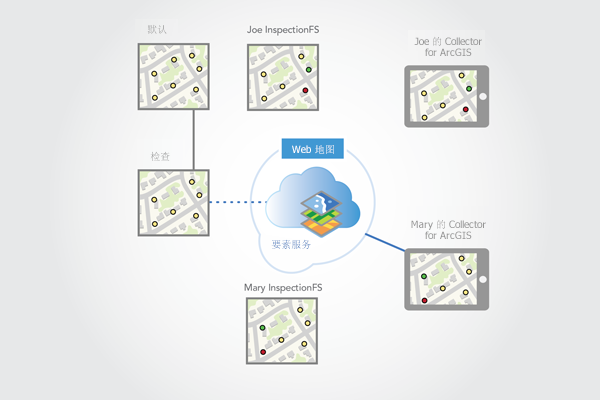 默认
Joe InspectionFS
Joe 的 Collector
for ArcGIS
Web 地图
检查
要素服务
Mary 的 Collector
for ArcGIS
Mary InspectionFS